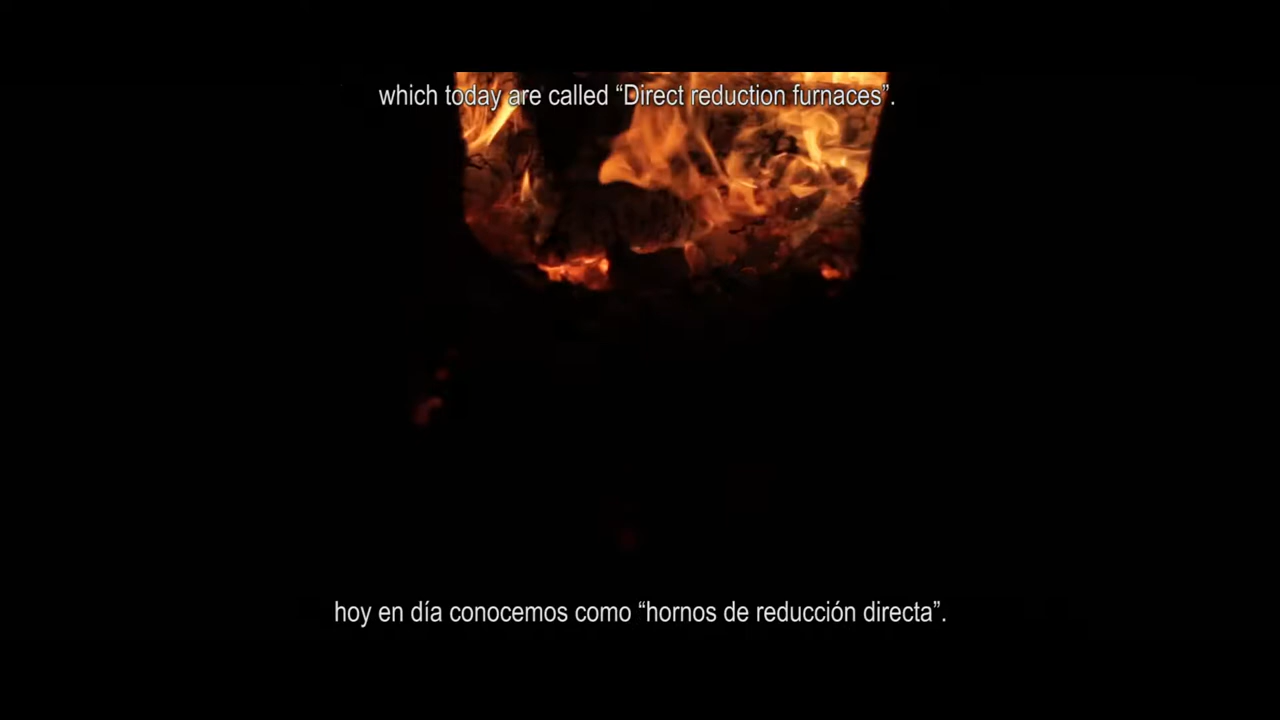 which today are called “Direct reduction furnaces”.
hoy en día conocemos como “hornos de reducción directa”.